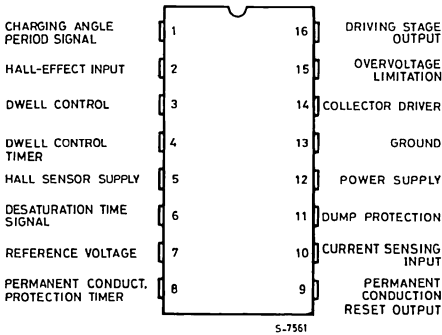 CHARGING ANGLE
PERIOD SIGNAL
1
16
DRIVING STAGE
OUTPUT
HALL-EFFECT INPUT
2
15
OVERVOLTAGE
LIMITATION
DWELL CONTROL
3
14
COLLECTOR DRIVER
DWELL CONTROL
TIMER
4
13
GROUND
HALL SENSOR SUPPLY
5
12
POWER SUPPLY
DESATURATION TIME
SIGNAL
6
11
DUMP PROTECTION
REFERENCE VOLTAGE
7
10
CURRENT SENSING
INPUT
PERMANENT CONDUCT.
PROTECTION TIMER
8
9
PERMANENT
CONDUCTION
RESET OUTPUT
S-7561